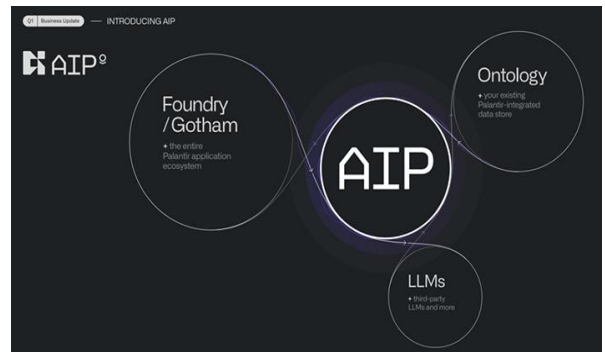 Q1 Business Update — INTRODUCING AIP
AIPº
Foundry
/Gotham
+ the entire
Palantir application
ecosystem
AIP
Ontology
+ your existing
Palantir-integrated
data store
LLMs
+ third-party
LLMs and more